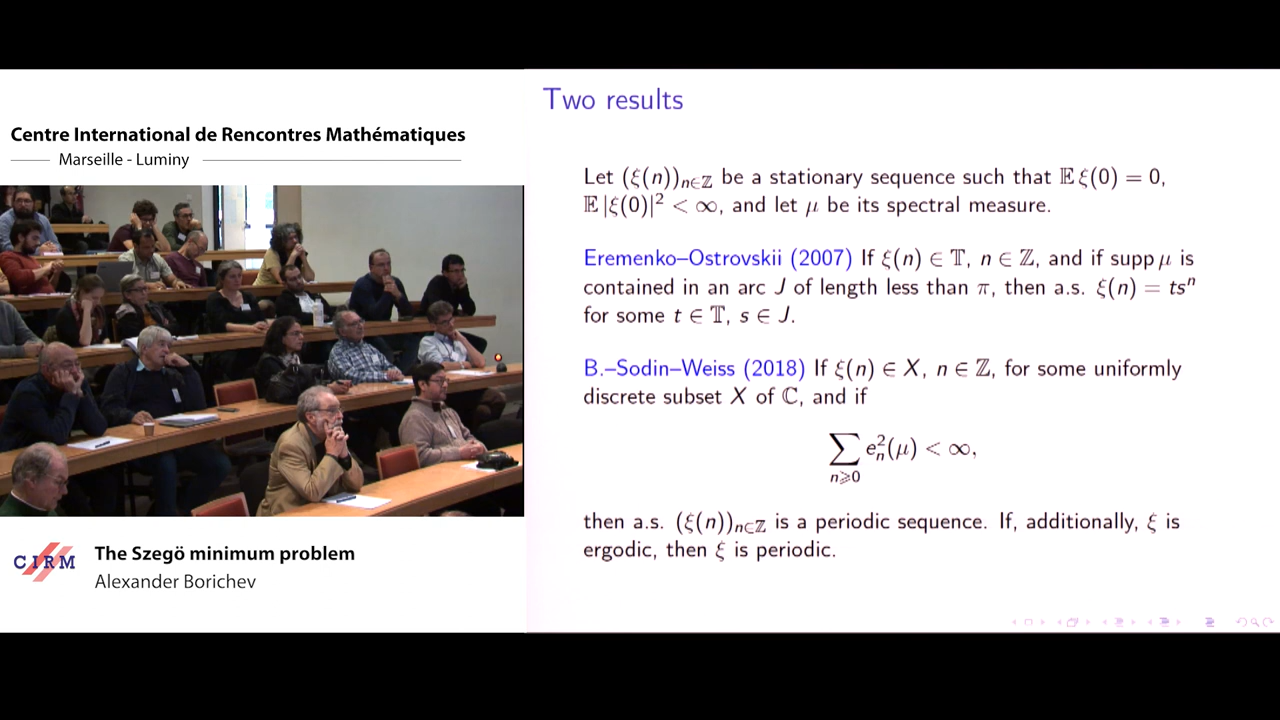 Centre International de Rencontres Mathématiques
Marseille - Luminy
CIRM
The Szegö minimum problem
Alexander Borichev
Two results
Let (ξ(n))n∈ℤ be a stationary sequence such that 𝔼 ξ(0) = 0,
𝔼 |ξ(0)|² < ∞, and let μ be its spectral measure.
Eremenko–Ostrovskii (2007) If ξ(n) ∈ 𝕋, n ∈ ℤ, and if supp μ is
contained in an arc J of length less than π, then a.s. ξ(n) = tsⁿ
for some t ∈ 𝕋, s ∈ J.
B.–Sodin–Weiss (2018) If ξ(n) ∈ X, n ∈ ℤ, for some uniformly
discrete subset X of ℂ, and if
∑n⩾0 eₙ²(μ) < ∞,
then a.s. (ξ(n))n∈ℤ is a periodic sequence. If, additionally, ξ is
ergodic, then ξ is periodic.